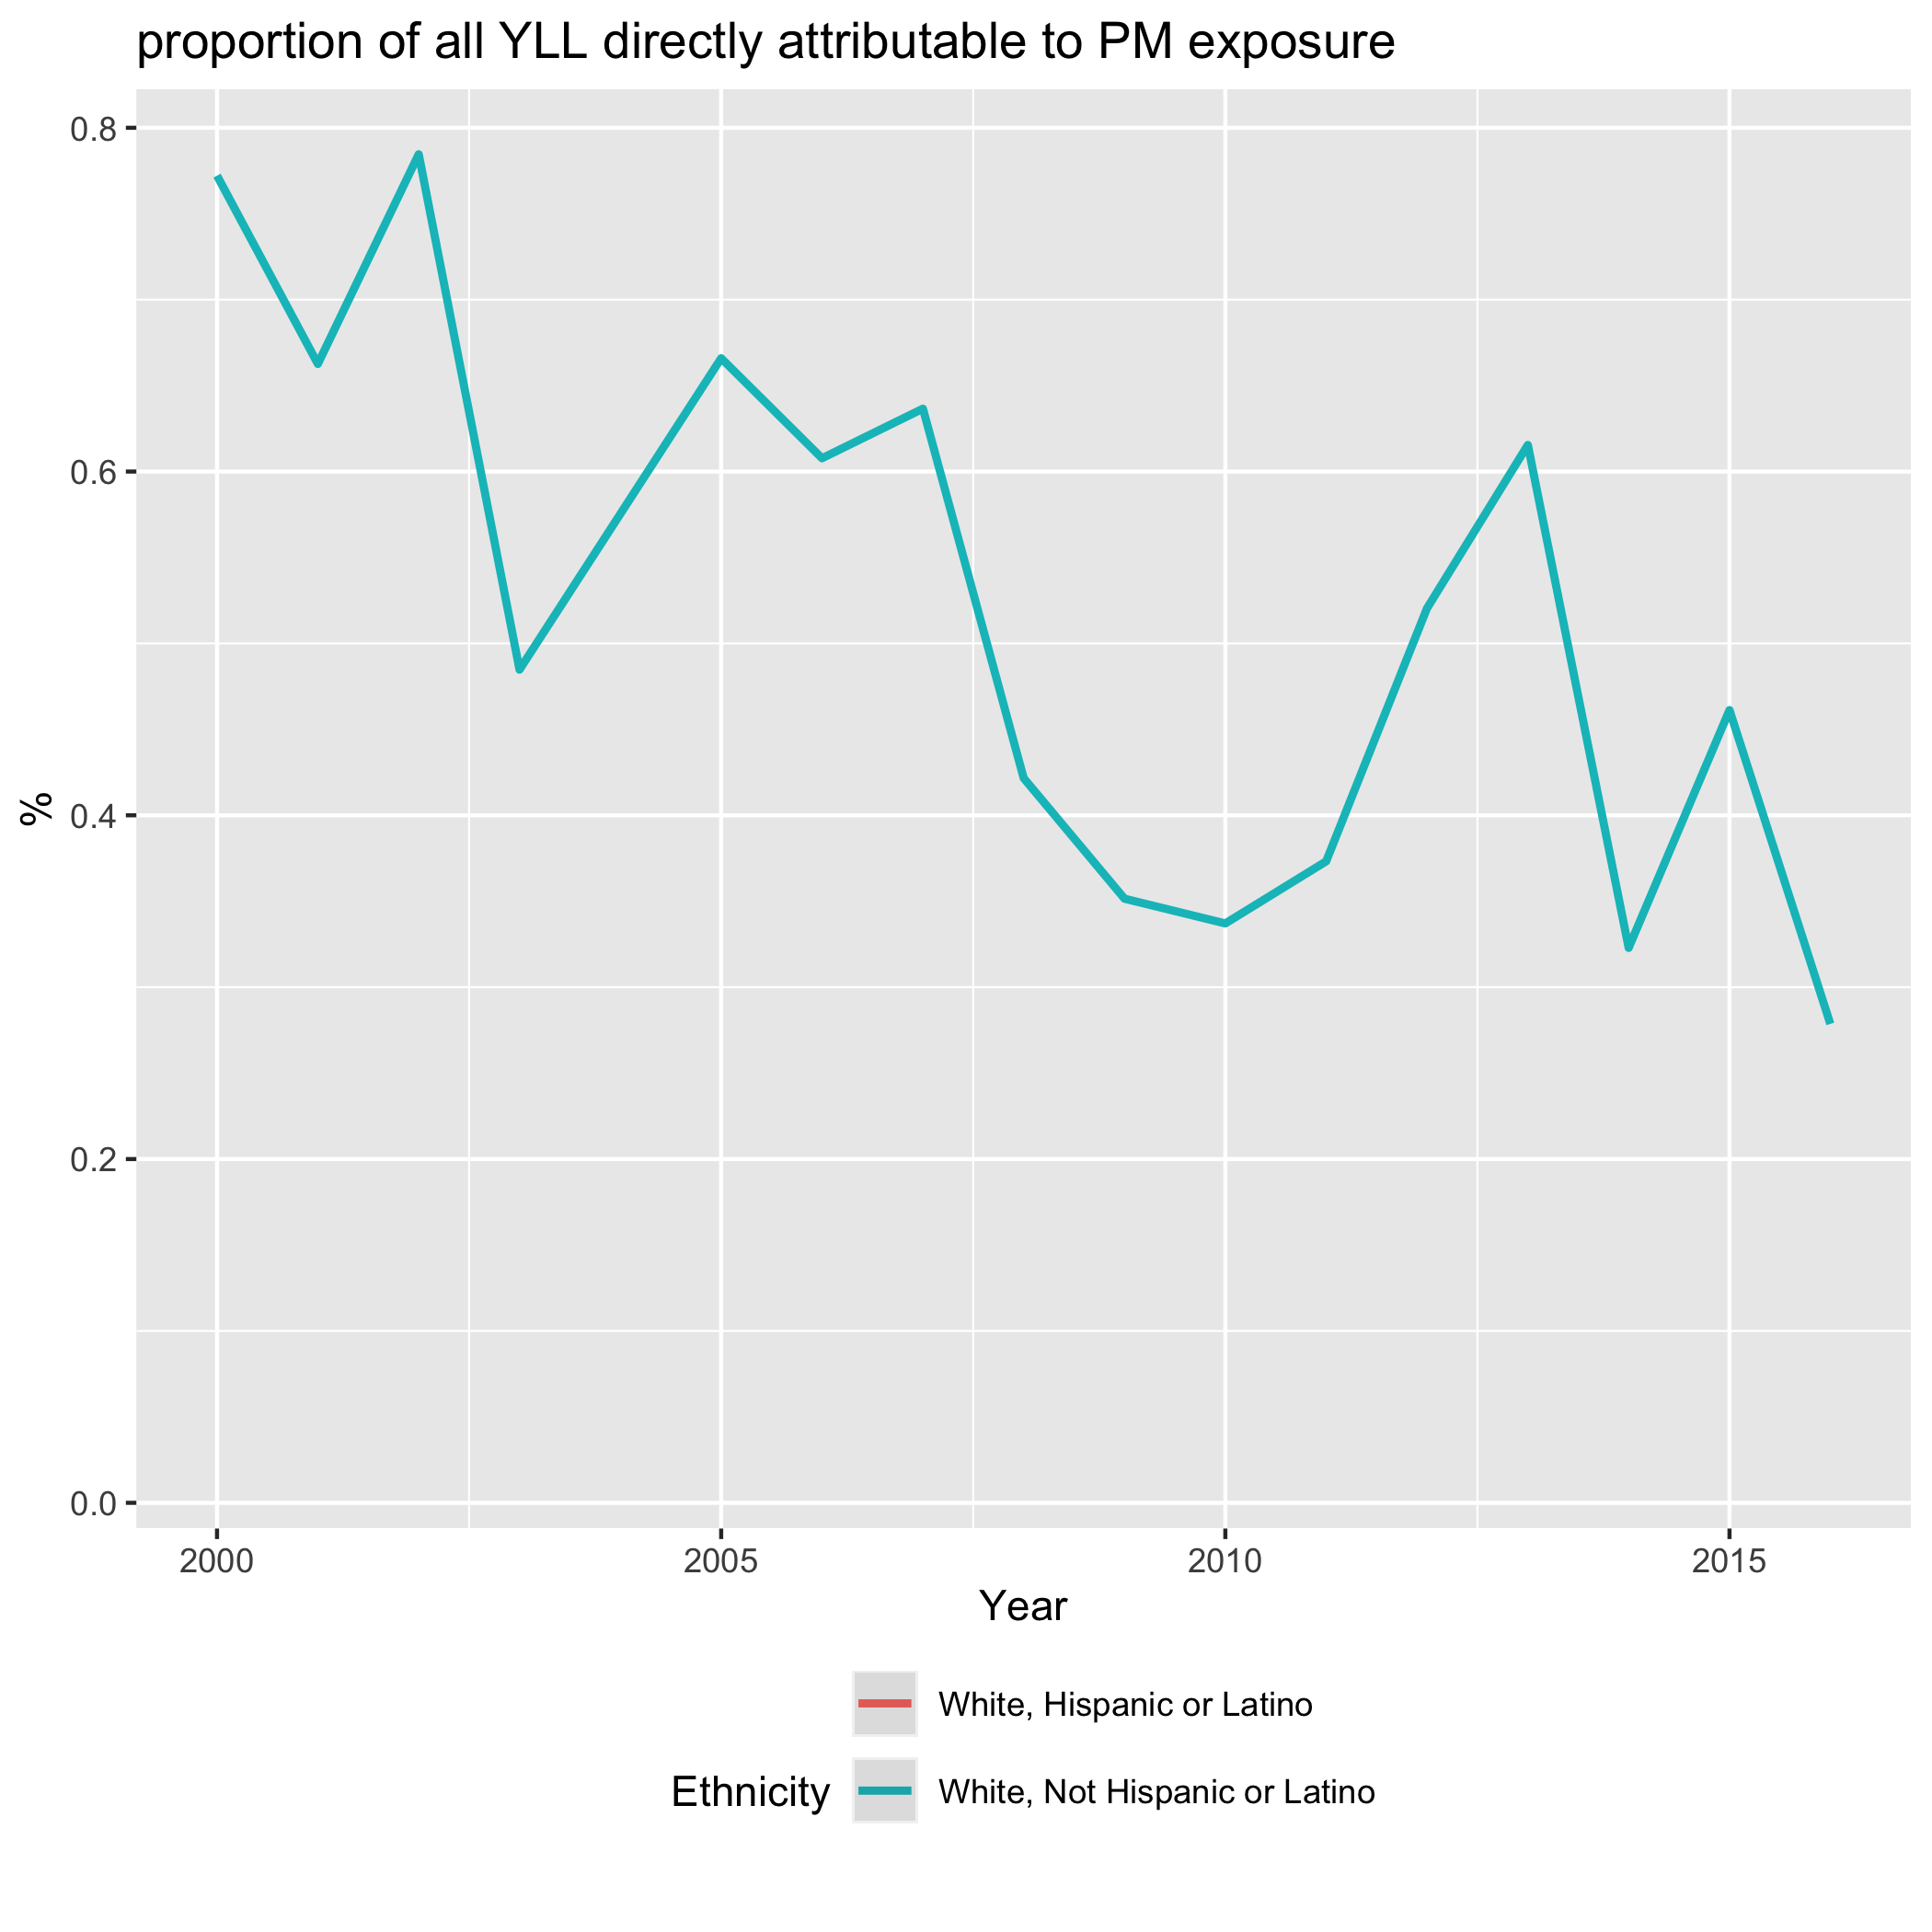 proportion of all YLL directly attributable to PM exposure
%
0.8
0.6
0.4
0.2
0.0
2000 2005 2010 2015
Year
Ethnicity
White, Hispanic or Latino
White, Not Hispanic or Latino